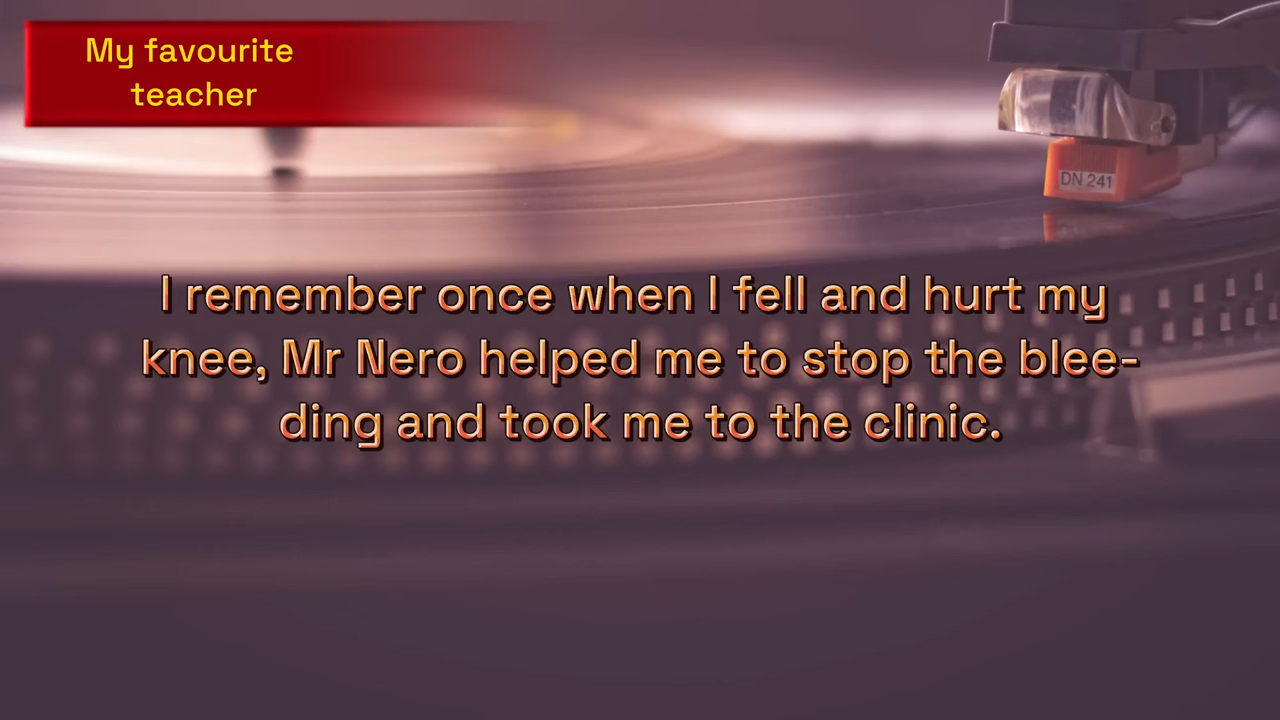 My favourite
teacher
DN 241
I remember once when I fell and hurt my
knee, Mr Nero helped me to stop the blee-
ding and took me to the clinic.